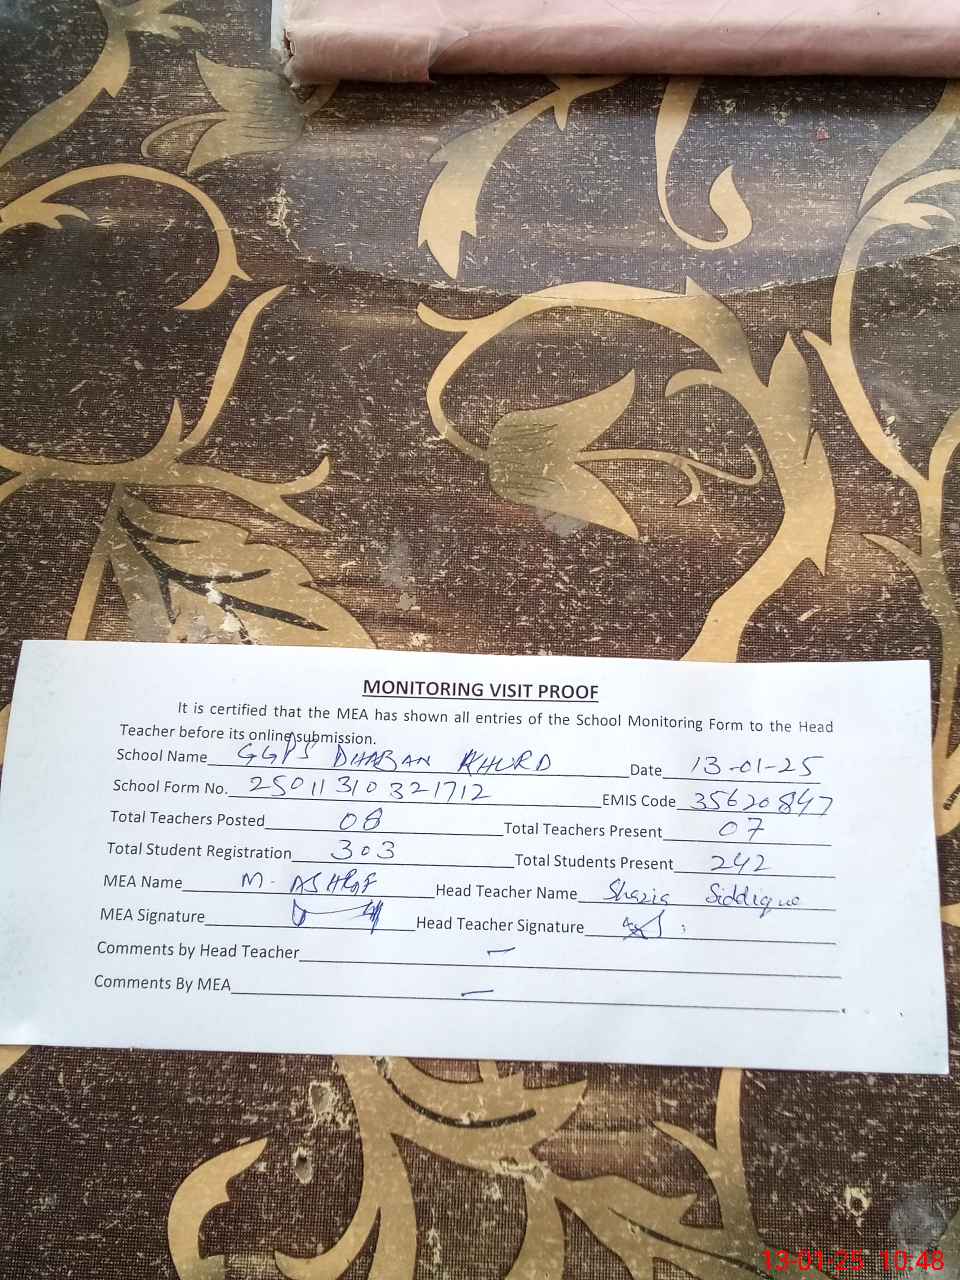 MONITORING VISIT PROOF
It is certified that the MEA has shown all entries of the School Monitoring Form to the Head
Teacher before its online submission.
School Name GGPS DHABAN KHURD Date 13-01-25
School Form No. 25011310321712 EMIS Code 35620847
Total Teachers Posted 08 Total Teachers Present 07
Total Student Registration 303 Total Students Present 242
MEA Name M. ASHRAF Head Teacher Name Shazia Siddique
MEA Signature Head Teacher Signature
Comments by Head Teacher –
Comments By MEA –
13-01-25 10:48